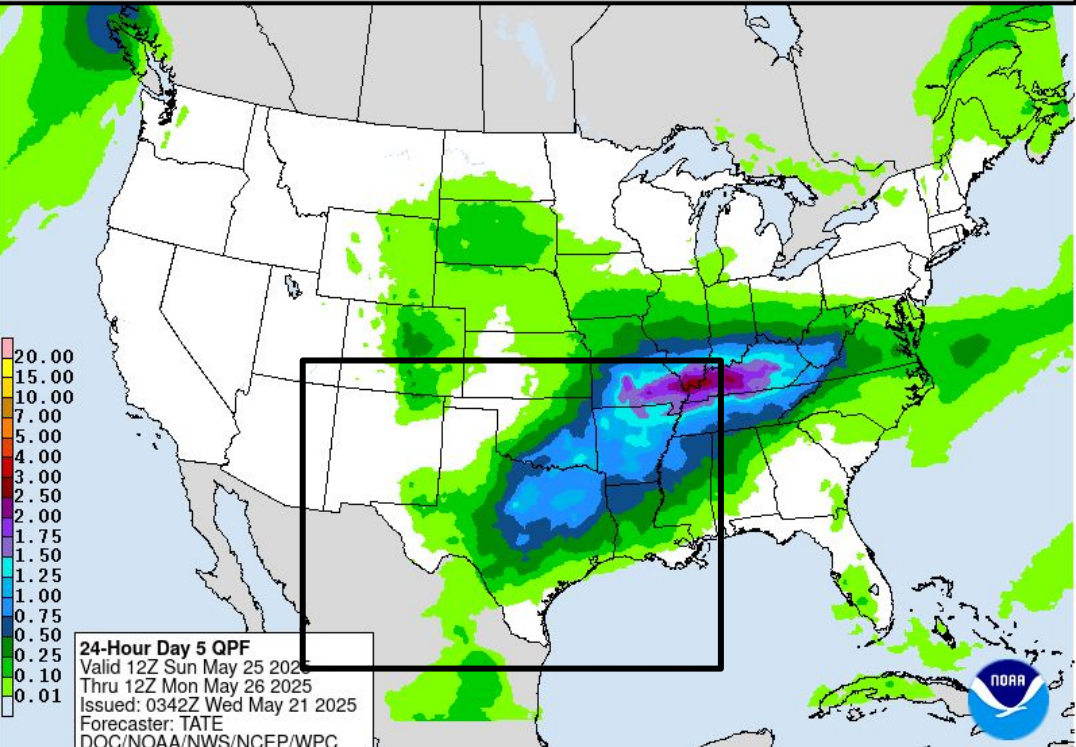 20.00
15.00
10.00
7.00
5.00
4.00
3.00
2.50
2.00
1.75
1.50
1.25
1.00
0.75
0.50
0.25
0.10
0.01
24-Hour Day 5 QPF
Valid 12Z Sun May 25 2025
Thru 12Z Mon May 26 2025
Issued: 0342Z Wed May 21 2025
Forecaster: TATE
DOC/NOAA/NWS/NCEP/WPC
NOAA